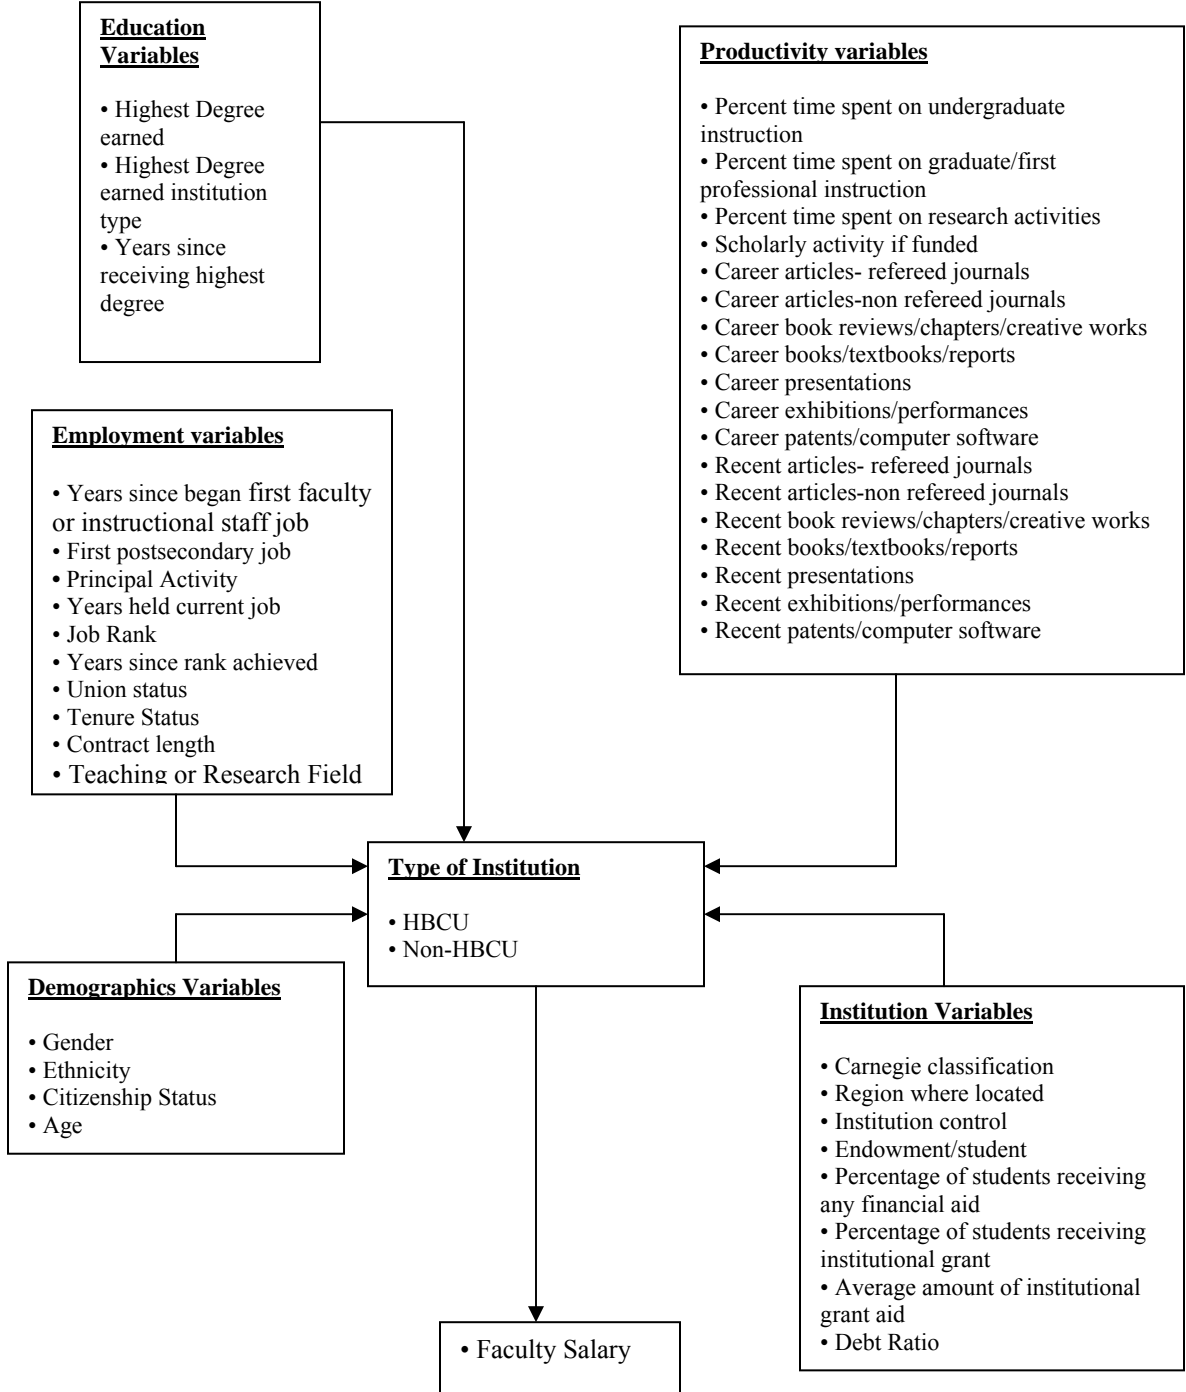 Education
Variables
• Highest Degree
earned
• Highest Degree
earned institution
type
• Years since
receiving highest
degree
Productivity variables
• Percent time spent on undergraduate
instruction
• Percent time spent on graduate/first
professional instruction
• Percent time spent on research activities
• Scholarly activity if funded
• Career articles- refereed journals
• Career articles-non refereed journals
• Career book reviews/chapters/creative works
• Career books/textbooks/reports
• Career presentations
• Career exhibitions/performances
• Career patents/computer software
• Recent articles- refereed journals
• Recent articles-non refereed journals
• Recent book reviews/chapters/creative works
• Recent books/textbooks/reports
• Recent presentations
• Recent exhibitions/performances
• Recent patents/computer software
Employment variables
• Years since began first faculty
or instructional staff job
• First postsecondary job
• Principal Activity
• Years held current job
• Job Rank
• Years since rank achieved
• Union status
• Tenure Status
• Contract length
• Teaching or Research Field
Type of Institution
• HBCU
• Non-HBCU
Demographics Variables
• Gender
• Ethnicity
• Citizenship Status
• Age
Institution Variables
• Carnegie classification
• Region where located
• Institution control
• Endowment/student
• Percentage of students receiving
any financial aid
• Percentage of students receiving
institutional grant
• Average amount of institutional
grant aid
• Debt Ratio
• Faculty Salary